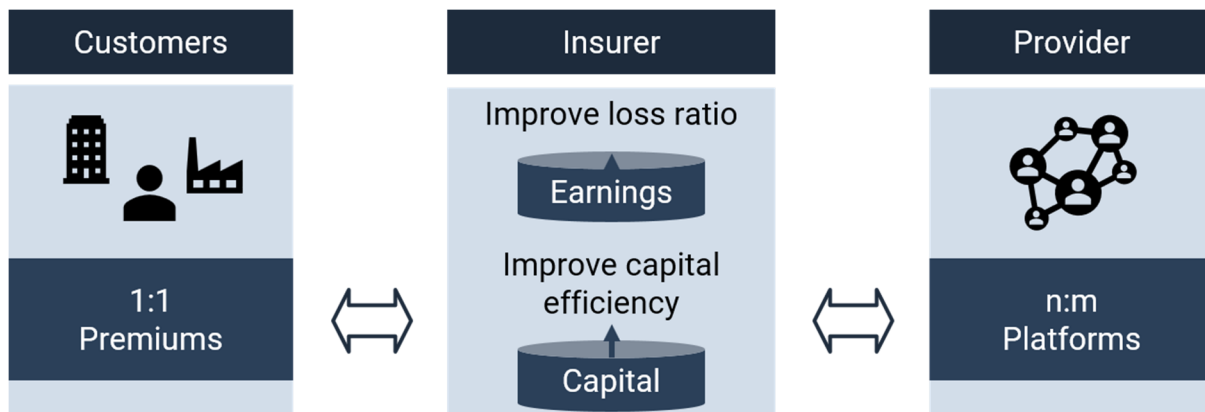 Customers
Insurer
Provider
1:1
Premiums
Improve loss ratio
Earnings
Improve capital
efficiency
Capital
n:m
Platforms